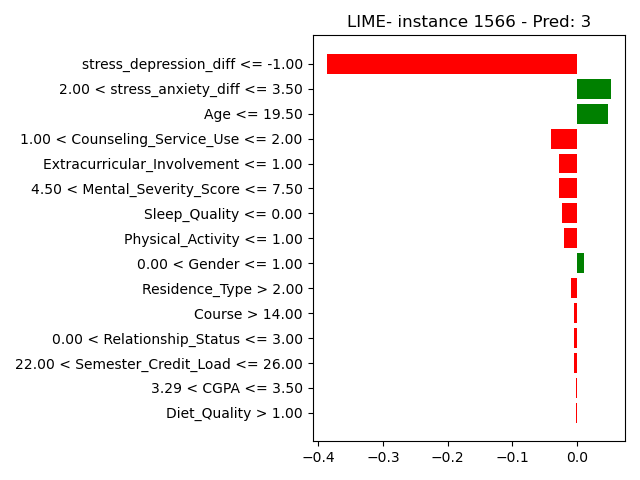 LIME- instance 1566 - Pred: 3
stress_depression_diff <= -1.00
2.00 < stress_anxiety_diff <= 3.50
Age <= 19.50
1.00 < Counseling_Service_Use <= 2.00
Extracurricular_Involvement <= 1.00
4.50 < Mental_Severity_Score <= 7.50
Sleep_Quality <= 0.00
Physical_Activity <= 1.00
0.00 < Gender <= 1.00
Residence_Type > 2.00
Course > 14.00
0.00 < Relationship_Status <= 3.00
22.00 < Semester_Credit_Load <= 26.00
3.29 < CGPA <= 3.50
Diet_Quality > 1.00
−0.4 −0.3 −0.2 −0.1 0.0